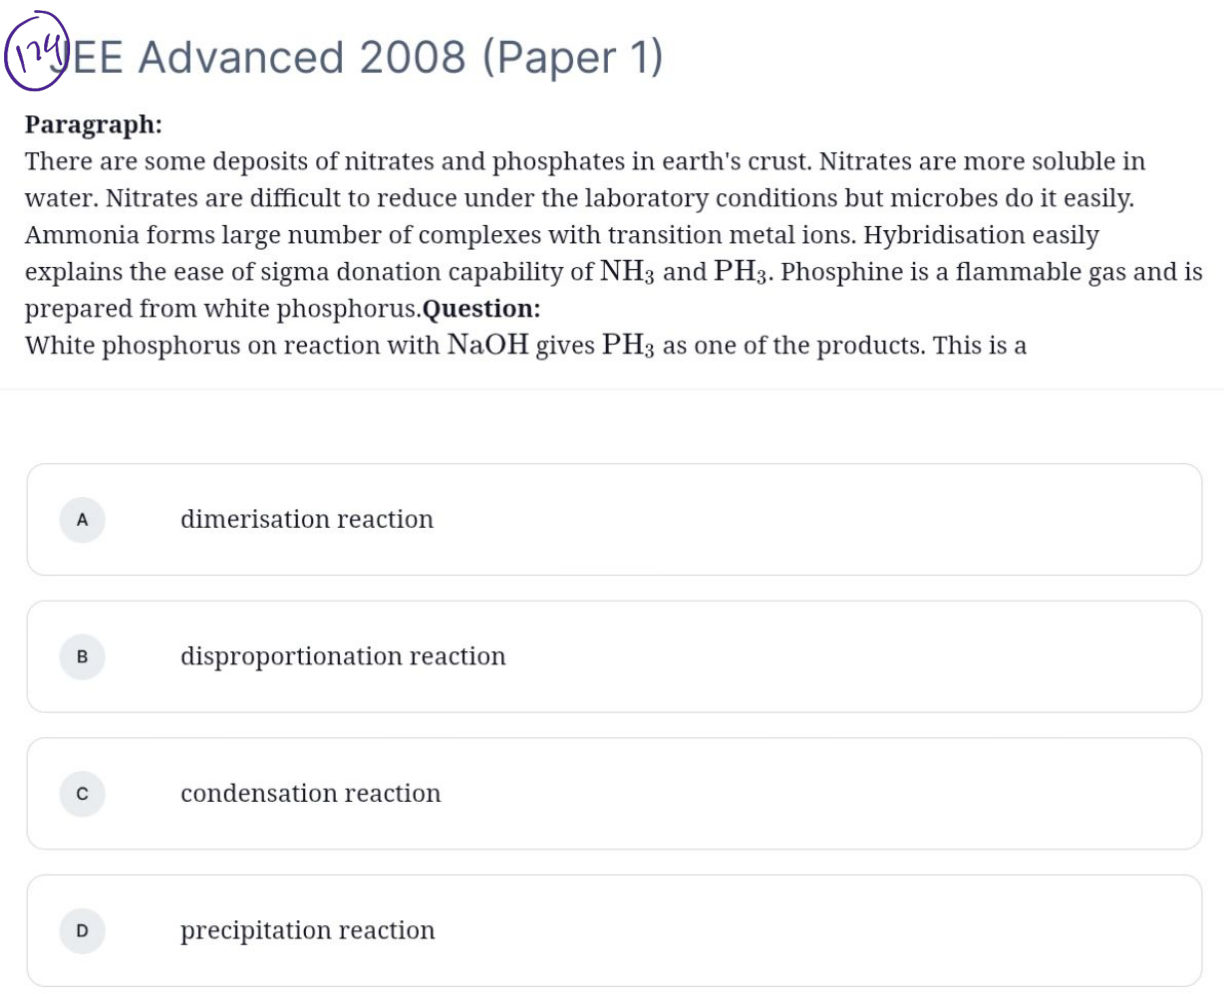 174
JEE Advanced 2008 (Paper 1)
Paragraph:
There are some deposits of nitrates and phosphates in earth's crust. Nitrates are more soluble in
water. Nitrates are difficult to reduce under the laboratory conditions but microbes do it easily.
Ammonia forms large number of complexes with transition metal ions. Hybridisation easily
explains the ease of sigma donation capability of NH₃ and PH₃. Phosphine is a flammable gas and is
prepared from white phosphorus.Question:
White phosphorus on reaction with NaOH gives PH₃ as one of the products. This is a
A dimerisation reaction
B disproportionation reaction
C condensation reaction
D precipitation reaction